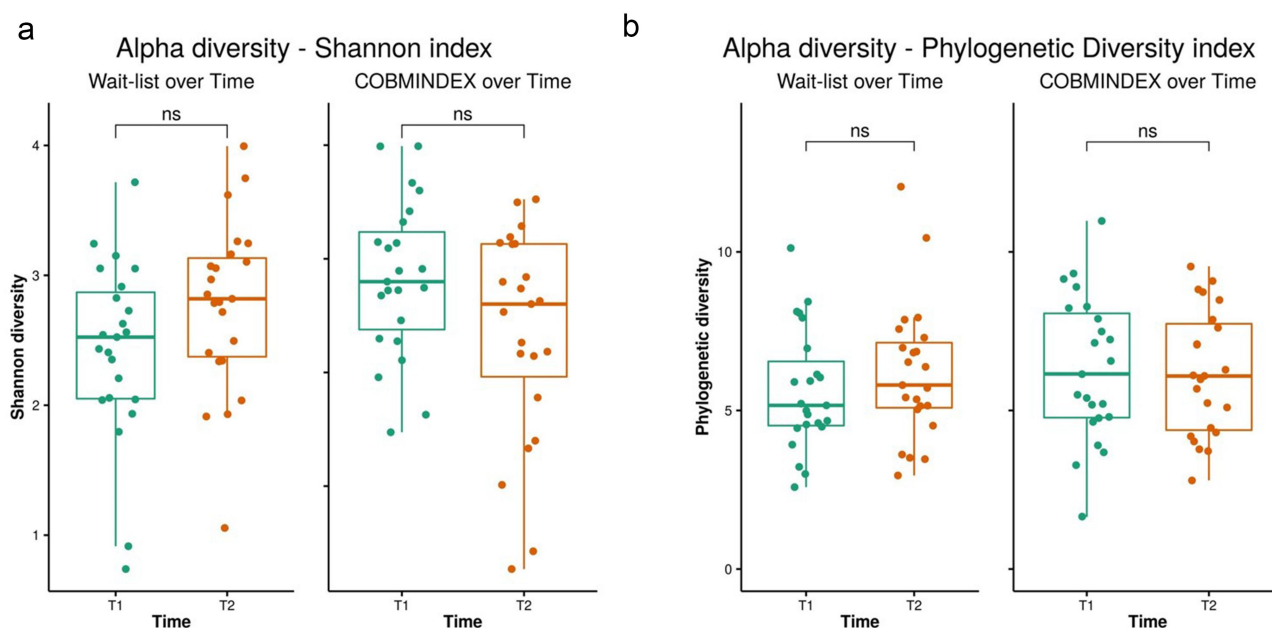 a
Alpha diversity - Shannon index
Wait-list over Time
COBMINDEX over Time
ns
ns
Shannon diversity
4
3
2
1
T1
T2
Time
T1
T2
Time
b
Alpha diversity - Phylogenetic Diversity index
Wait-list over Time
COBMINDEX over Time
ns
ns
Phylogenetic diversity
10
5
0
T1
T2
Time
T1
T2
Time